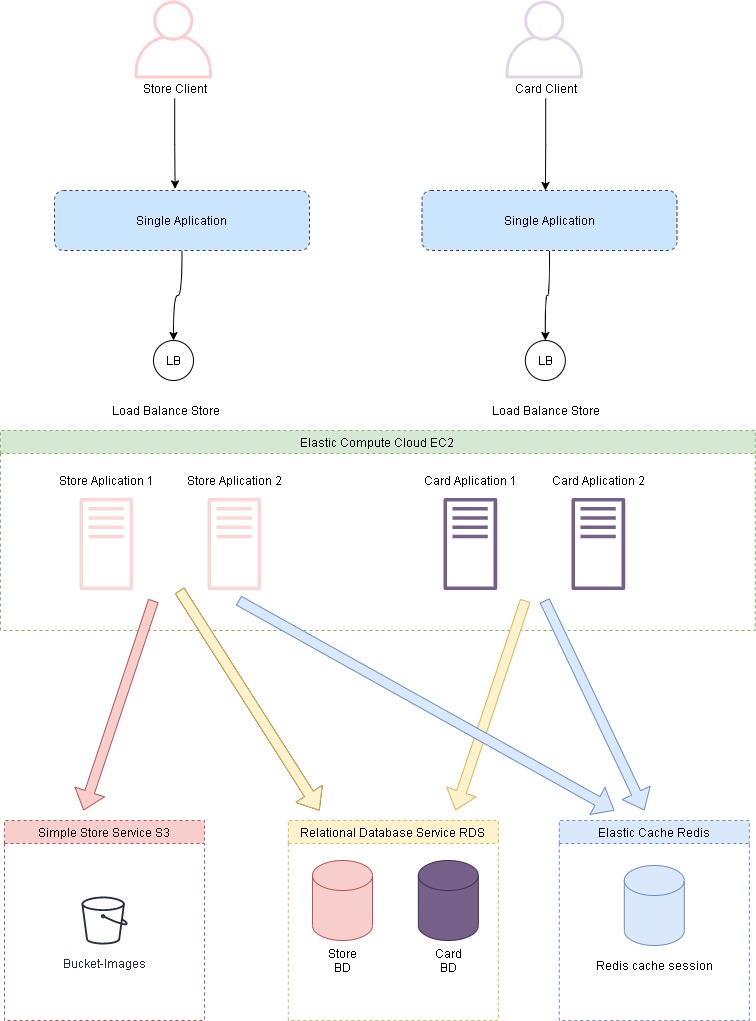 Store Client
Card Client
Single Aplication
Single Aplication
LB
LB
Load Balance Store
Load Balance Store
Elastic Compute Cloud EC2
Store Aplication 1
Store Aplication 2
Card Aplication 1
Card Aplication 2
Simple Store Service S3
Relational Database Service RDS
Elastic Cache Redis
Bucket-Images
Store
BD
Card
BD
Redis cache session